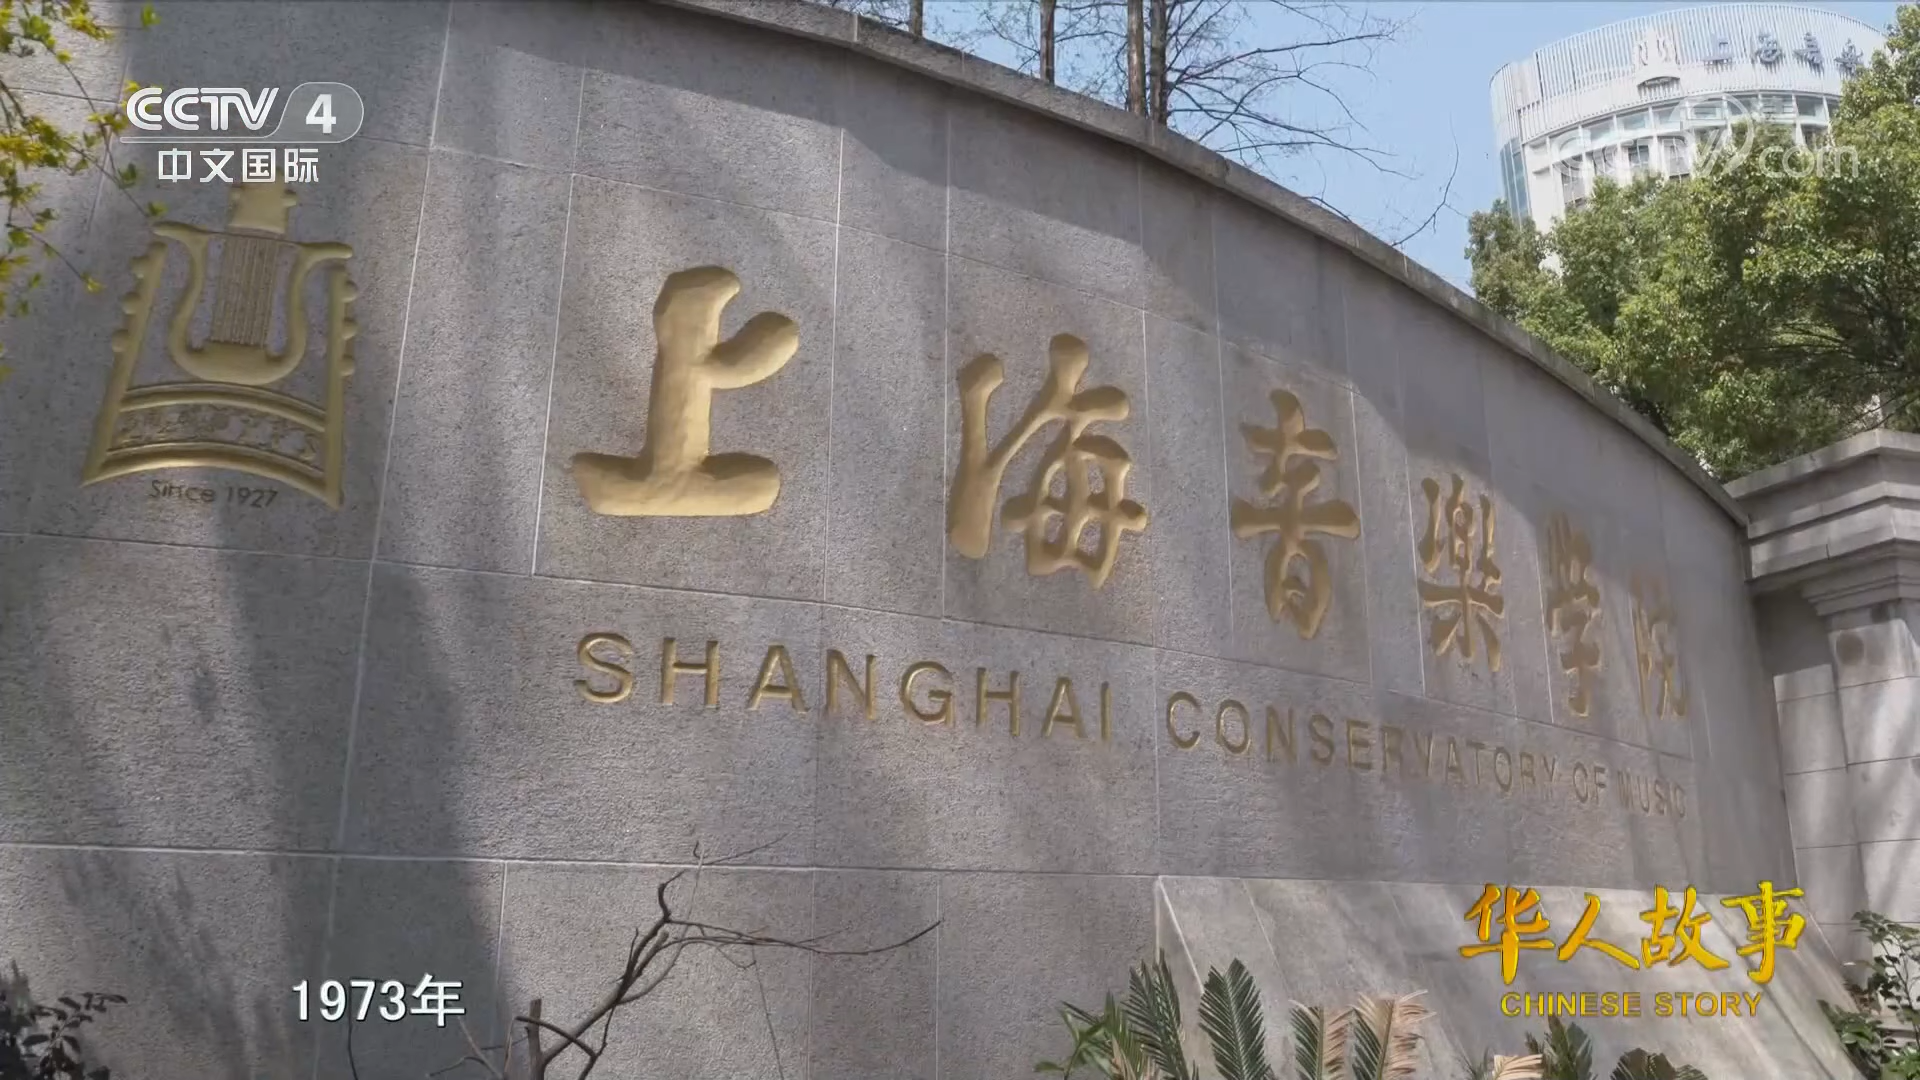 CCTV 4
中文国际
Since 1927
上海音樂学院
SHANGHAI CONSERVATORY OF MUSIC
华人故事
CHINESE STORY
1973年